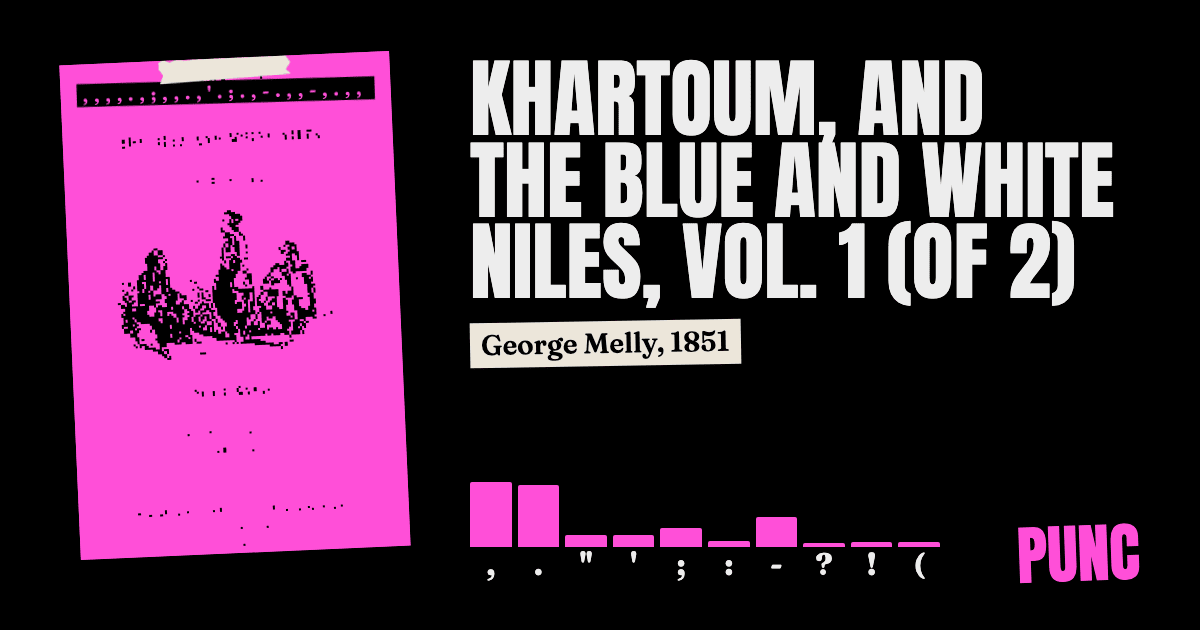 ,,,,.,;,,.,'.;.,-.,,-,.,,
KHARTOUM, AND
THE BLUE AND WHITE
NILES, VOL. 1 (OF 2)
George Melly, 1851
, . " ' ; : - ? ! (
PUNC